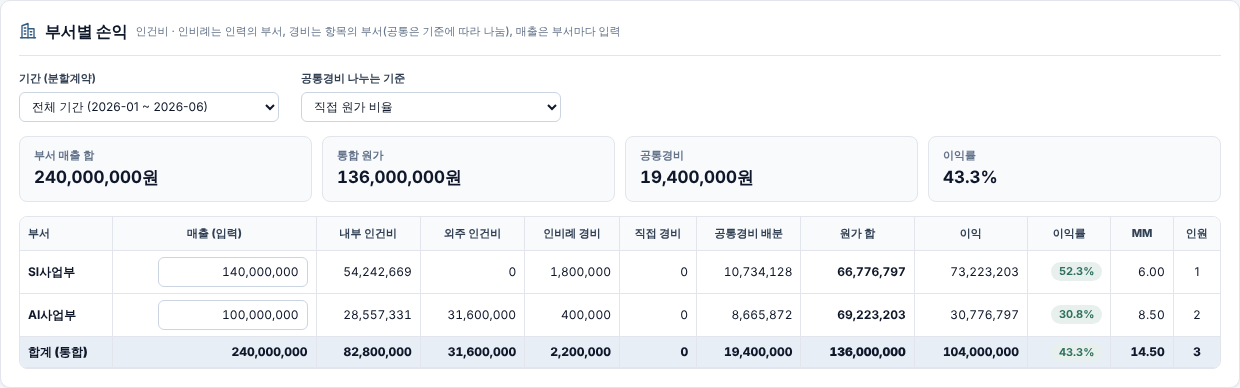 부서별 손익 인건비 · 인비례는 인력의 부서, 경비는 항목의 부서(공통은 기준에 따라 나눔), 매출은 부서마다 입력
기간 (분할계약) 공통경비 나누는 기준
전체 기간 (2026-01 ~ 2026-06) 직접 원가 비율
부서 매출 합 통합 원가 공통경비 이익률
240,000,000원 136,000,000원 19,400,000원 43.3%
부서 매출 (입력) 내부 인건비 외주 인건비 인비례 경비 직접 경비 공통경비 배분 원가 합 이익 이익률 MM 인원
SI사업부 140,000,000 54,242,669 0 1,800,000 0 10,734,128 66,776,797 73,223,203 52.3% 6.00 1
AI사업부 100,000,000 28,557,331 31,600,000 400,000 0 8,665,872 69,223,203 30,776,797 30.8% 8.50 2
합계 (통합) 240,000,000 82,800,000 31,600,000 2,200,000 0 19,400,000 136,000,000 104,000,000 43.3% 14.50 3